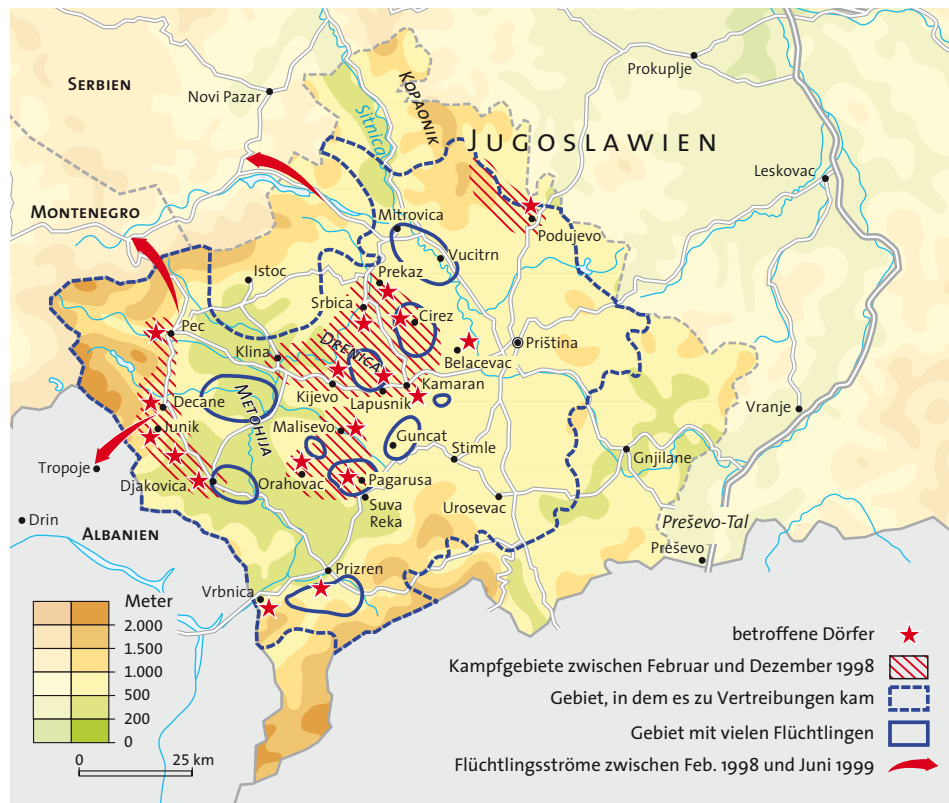 SERBIEN
Novi Pazar
KOPAONIK
Sitnica
Prokuplje
JUGOSLAWIEN
Leskovac
MONTENEGRO
Mitrovica
Vucitrn
Podujevo
Istoc
Prekaz
Srbica
Cirez
Pec
Klina
DRENICA
Belacevac
Priština
Kijevo
Lapusnik
Kamaran
METOHIJA
Decane
Junik
Malisevo
Guncat
Stimle
Vranje
Gnjilane
Tropoje
Djakovica
Orahovac
Pagarusa
Suva
Reka
Urosevac
Drin
ALBANIEN
Preševo-Tal
Preševo
Prizren
Vrbnica
Meter
2.000
1.500
1.000
500
200
0
0 25 km
betroffene Dörfer
Kampfgebiete zwischen Februar und Dezember 1998
Gebiet, in dem es zu Vertreibungen kam
Gebiet mit vielen Flüchtlingen
Flüchtlingsströme zwischen Feb. 1998 und Juni 1999